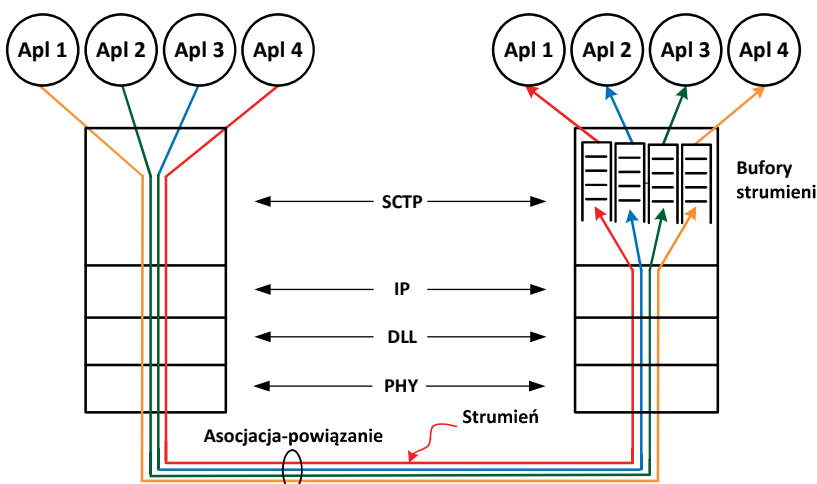 Apl 1 Apl 2 Apl 3 Apl 4
Apl 1 Apl 2 Apl 3 Apl 4
Bufory
strumieni
SCTP
IP
DLL
PHY
Strumień
Asocjacja-powiązanie